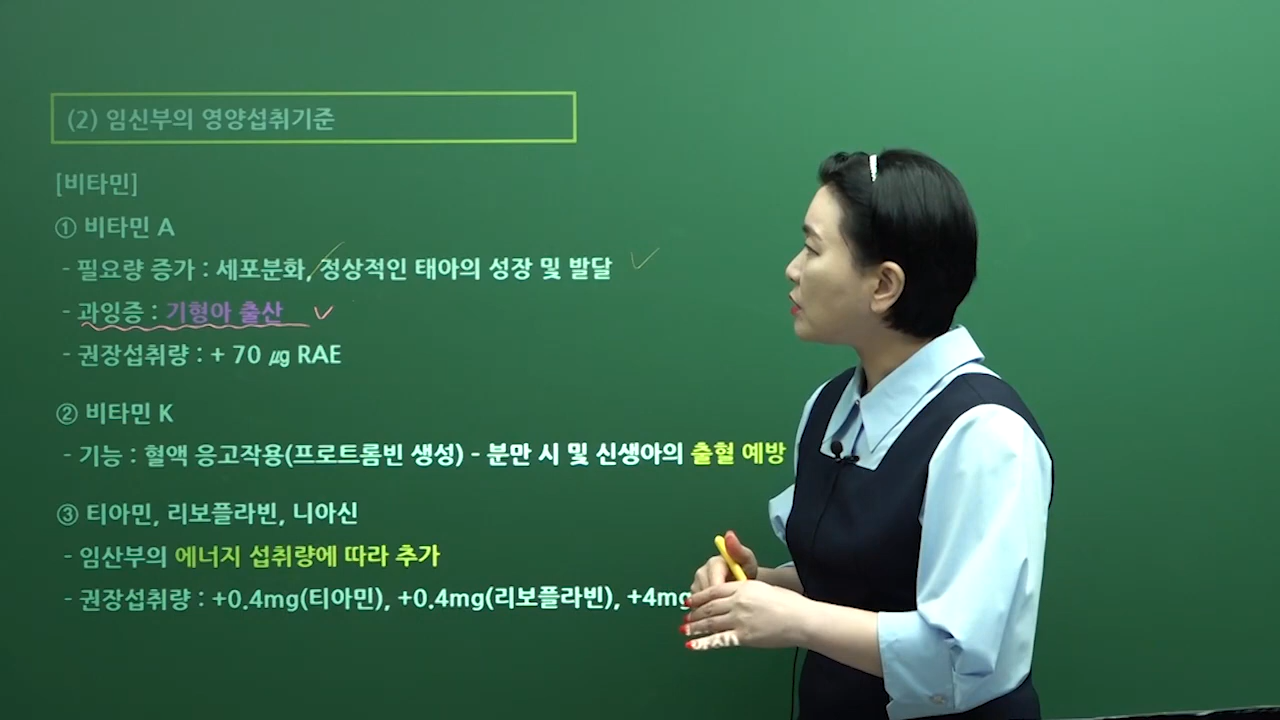 (2) 임신부의 영양섭취기준
[비타민]
① 비타민 A
- 필요량 증가 : 세포분화, 정상적인 태아의 성장 및 발달
- 과잉증 : 기형아 출산
- 권장섭취량 : + 70 ㎍ RAE
② 비타민 K
- 기능 : 혈액 응고작용(프로트롬빈 생성) - 분만 시 및 신생아의 출혈 예방
③ 티아민, 리보플라빈, 니아신
- 임산부의 에너지 섭취량에 따라 추가
- 권장섭취량 : +0.4mg(티아민), +0.4mg(리보플라빈), +4mg